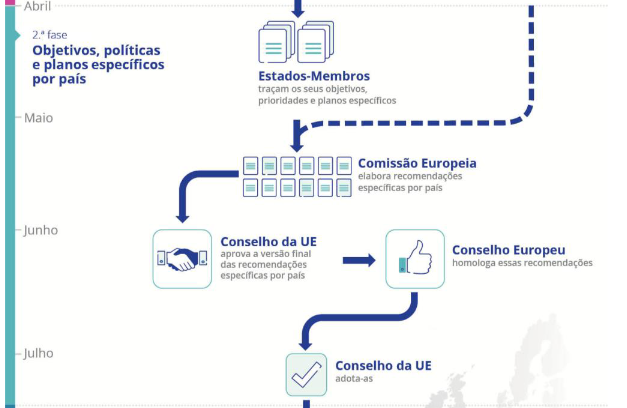 Abril
2.ª fase
Objetivos, políticas
e planos específicos
por país
Estados-Membros
traçam os seus objetivos,
prioridades e planos específicos
Maio
Comissão Europeia
elabora recomendações
específicas por país
Junho
Conselho da UE
aprova a versão final
das recomendações
específicas por país
Conselho Europeu
homologa essas recomendações
Julho
Conselho da UE
adota-as